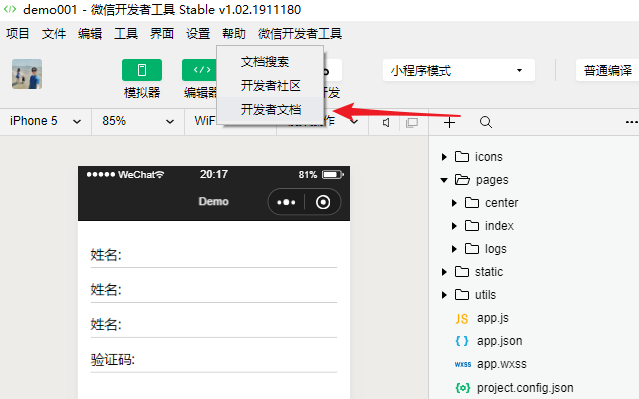 demo001 - 微信开发者工具 Stable v1.02.1911180
项目 文件 编辑 工具 界面 设置 帮助 微信开发者工具
文档搜索
开发者社区
开发者文档
小程序模式
普通编译
模拟器
编辑器
发
iPhone 5
85%
WiF
作
WeChat
20:17
81%
Demo
姓名:
姓名:
姓名:
验证码:
icons
pages
center
index
logs
static
utils
JS app.js
{ } app.json
wxss app.wxss
{o} project.config.json